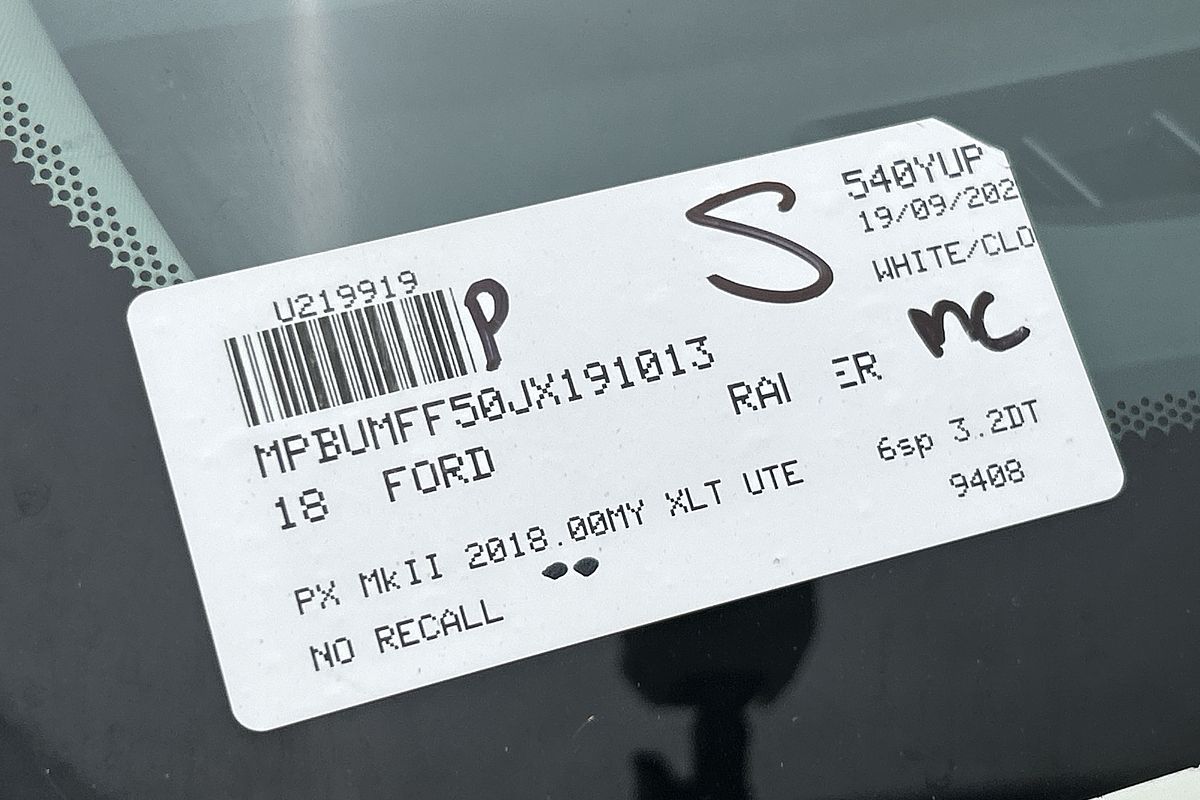 540YUP
19/09/202
WHITE/CLO
S
U219919
P
nc
MPBUMFF50JX191013
18 FORD RAI ER
6sp 3.2DT
PX MkII 2018.00MY XLT UTE 9408
NO RECALL